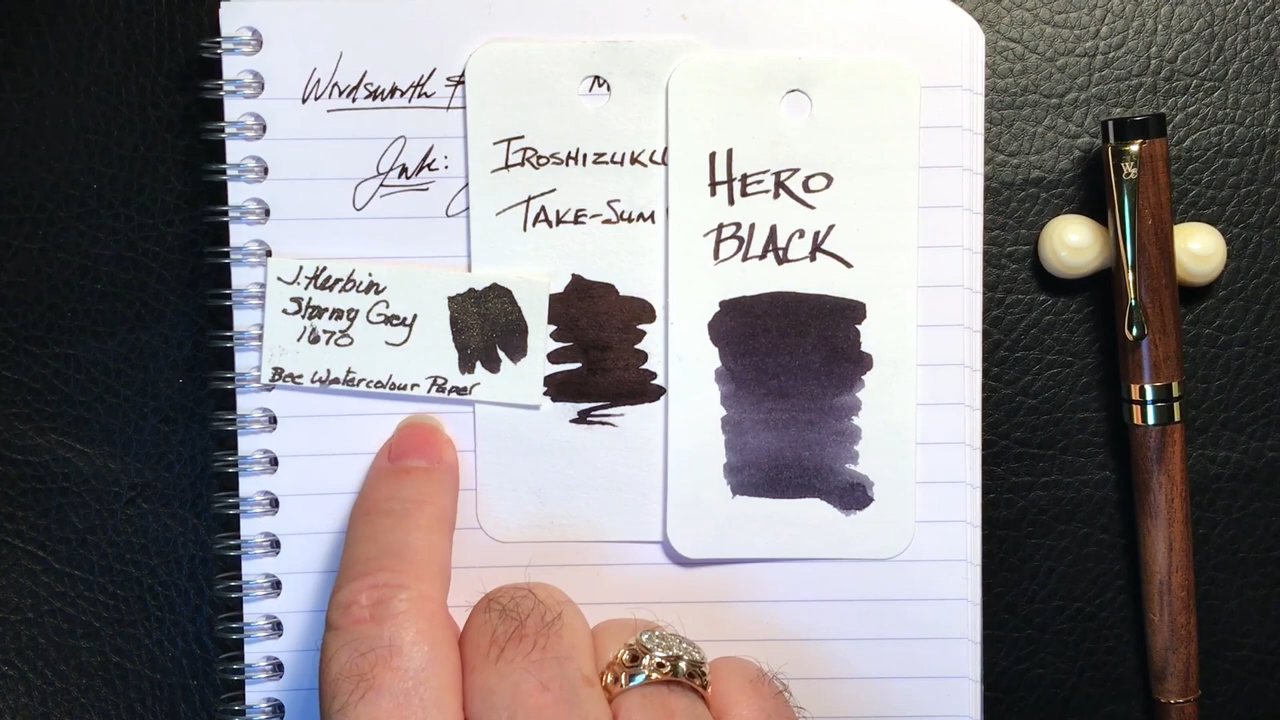 Wordsworth &
Ink:
M
IROSHIZUKU
TAKE-SUM
HERO
BLACK
J. Herbin
Stormy Grey
1670
Bee Watercolour Paper